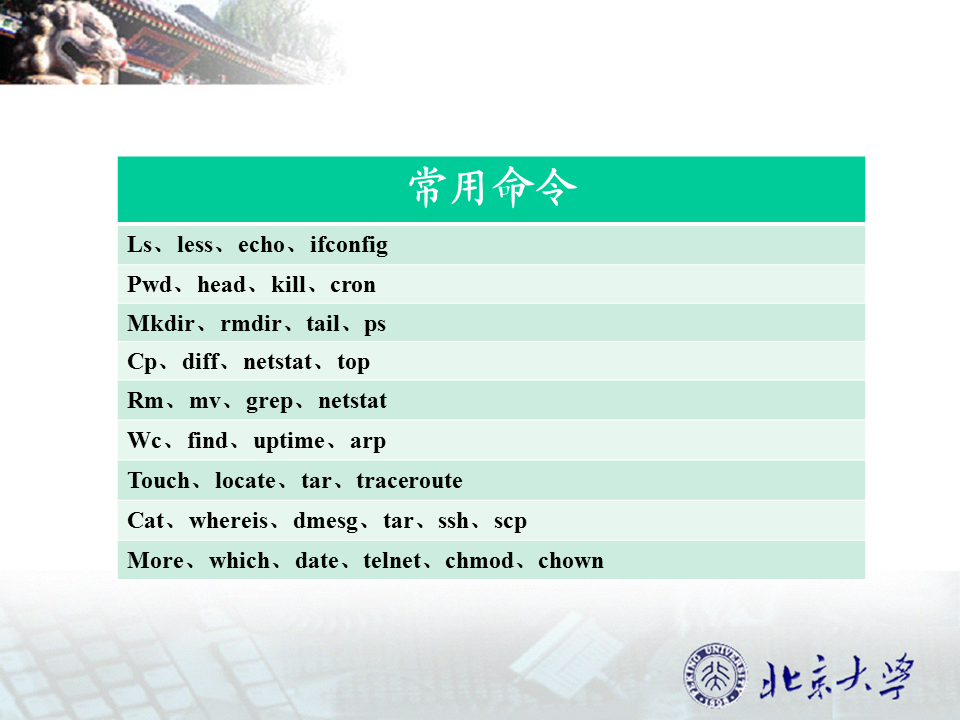 常用命令
Ls、less、echo、ifconfig
Pwd、head、kill、cron
Mkdir、rmdir、tail、ps
Cp、diff、netstat、top
Rm、mv、grep、netstat
Wc、find、uptime、arp
Touch、locate、tar、traceroute
Cat、whereis、dmesg、tar、ssh、scp
More、which、date、telnet、chmod、chown
PEKING UNIVERSITY
1898
北京大学